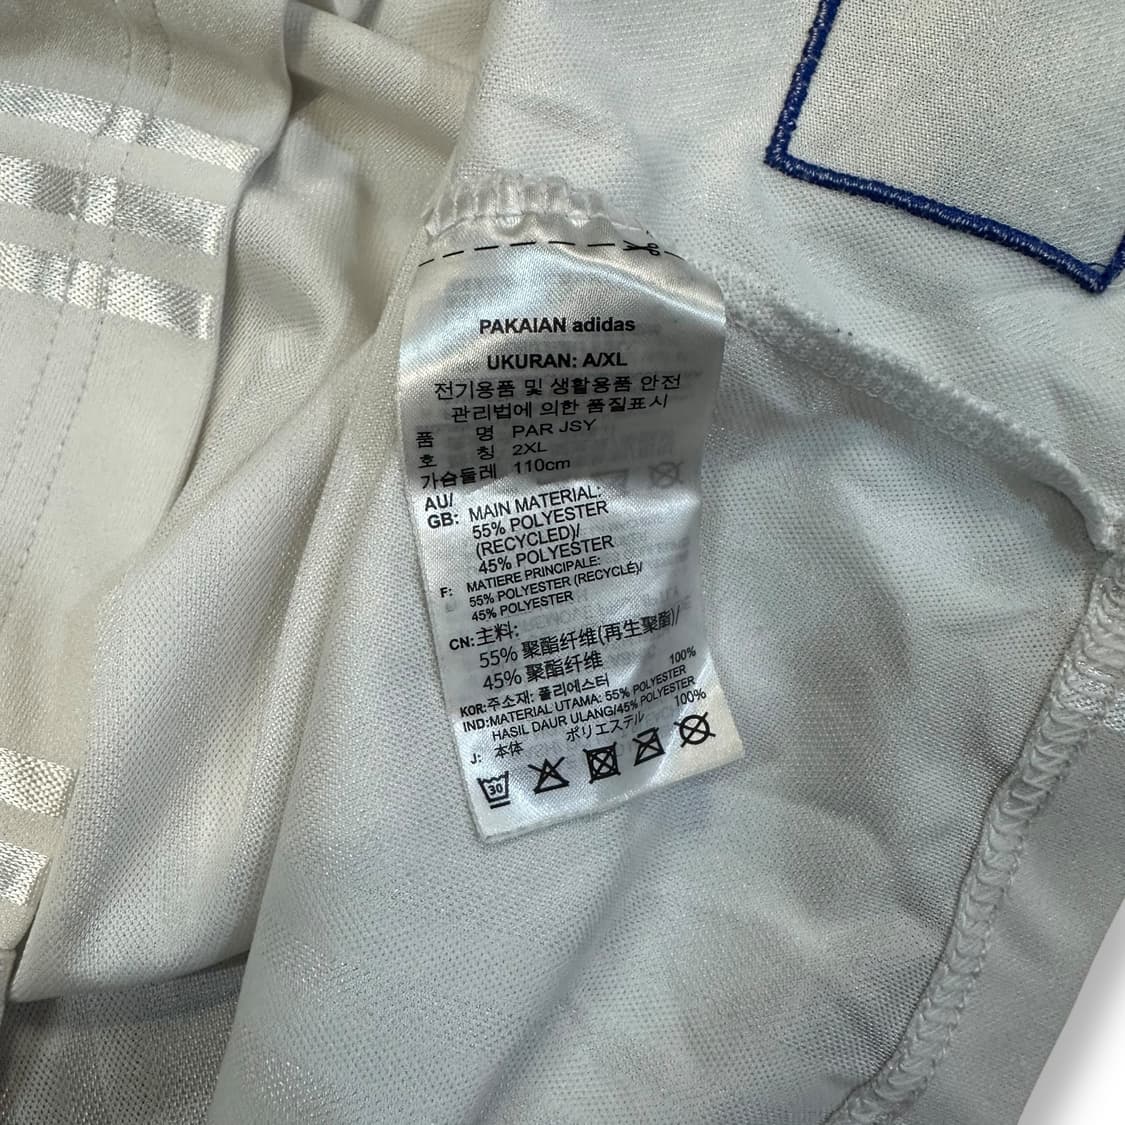 PAKAIAN adidas
UKURAN: A/XL
전기용품 및 생활용품 안전
관리법에 의한 품질표시
품 명 PAR JSY
호 칭 2XL
가슴둘레 110cm
AU/
GB: MAIN MATERIAL:
55% POLYESTER
(RECYCLED)/
45% POLYESTER
F: MATIERE PRINCIPALE:
55% POLYESTER (RECYCLÉ)/
45% POLYESTER
CN:主料:
55% 聚酯纤维(再生聚酯)/
45% 聚酯纤维
KOR:주소재: 폴리에스터 100%
IND:MATERIAL UTAMA: 55% POLYESTER
HASIL DAUR ULANG/45% POLYESTER
J: 本体 ポリエステル 100%
30